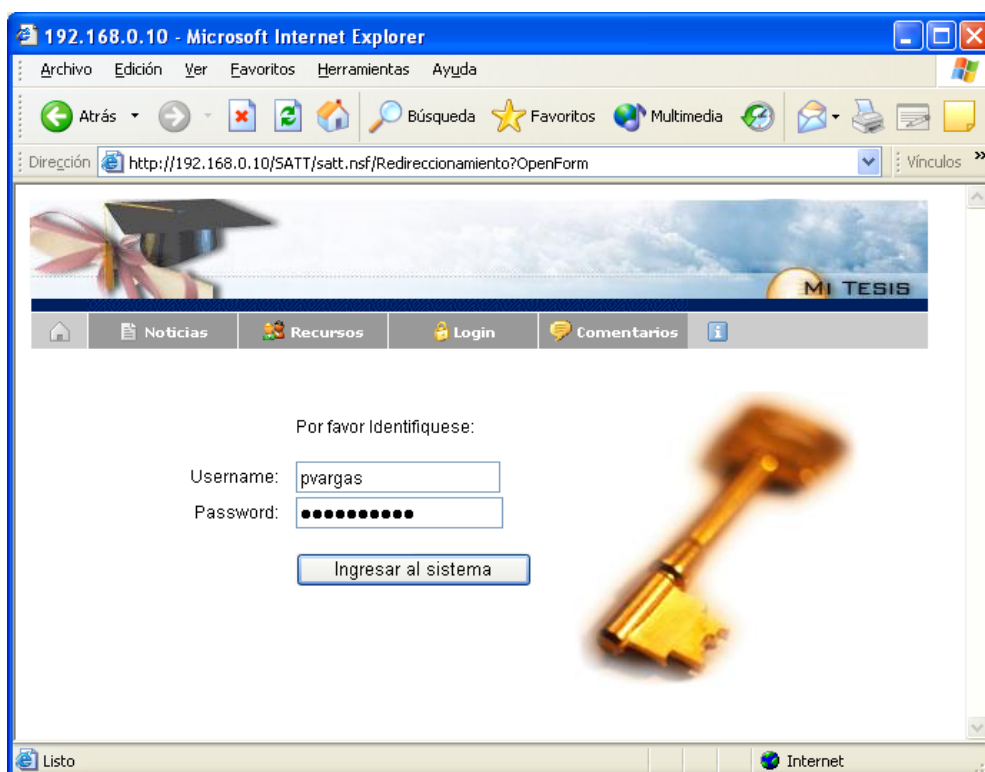 192.168.0.10 - Microsoft Internet Explorer
Archivo Edición Ver Favoritos Herramientas Ayuda
Atrás Búsqueda Favoritos Multimedia
Dirección http://192.168.0.10/SATT/satt.nsf/Redireccionamiento?OpenForm Vínculos »
MI TESIS
Noticias Recursos Login Comentarios
Por favor Identifiquese:
Username: pvargas
Password: ●●●●●●●●●●
Ingresar al sistema
Listo Internet